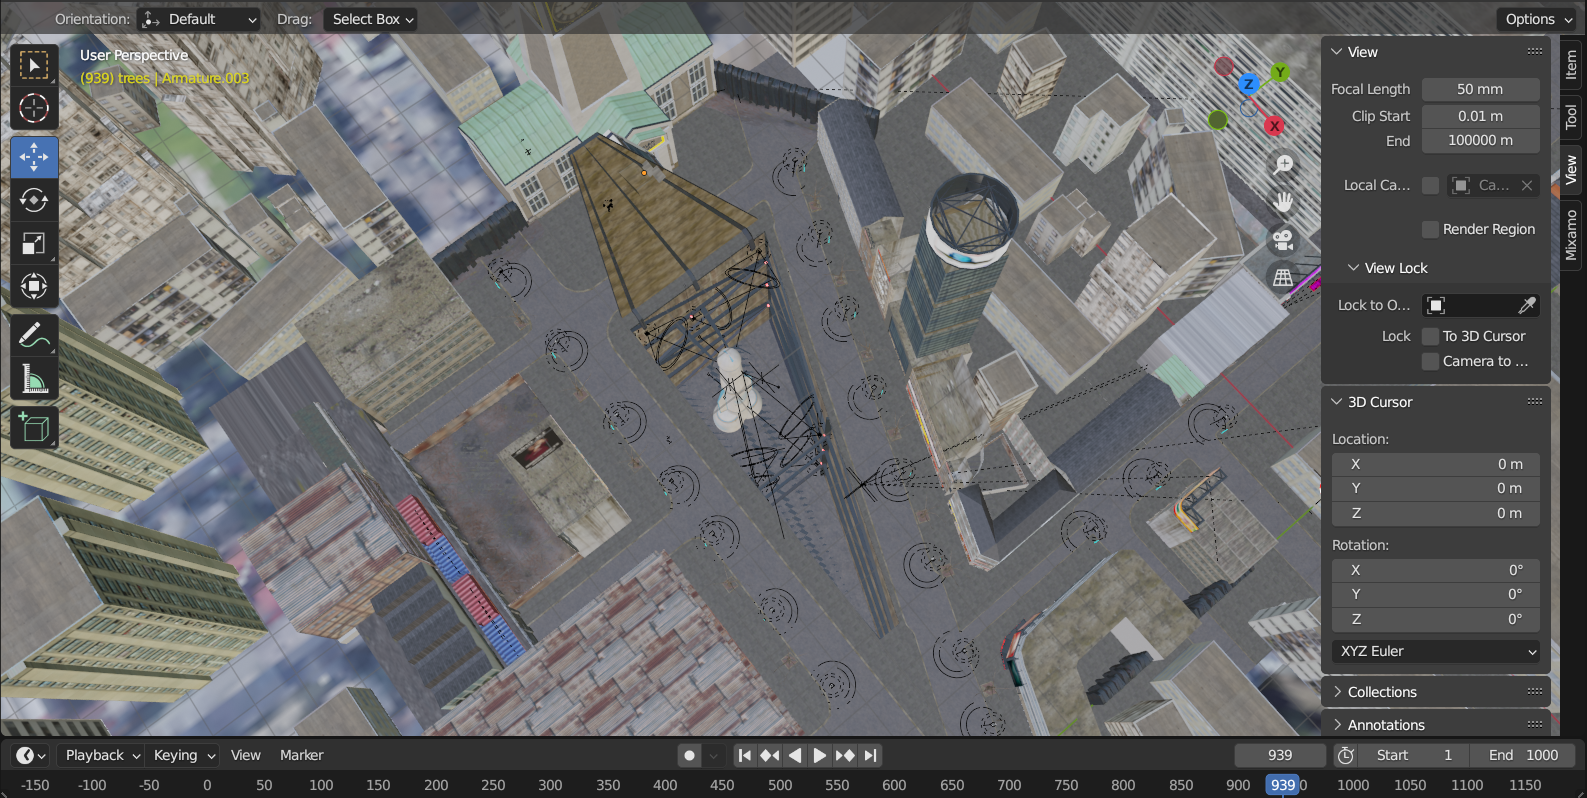 Orientation: Default Drag: Select Box Options
User Perspective
(939) trees | Armature.003
Y
Z
X
View
Focal Length 50 mm
Clip Start 0.01 m
End 100000 m
Local Ca... Ca...
Render Region
View Lock
Lock to O...
Lock To 3D Cursor
Camera to ...
3D Cursor
Location:
X 0 m
Y 0 m
Z 0 m
Rotation:
X 0°
Y 0°
Z 0°
XYZ Euler
Collections
Annotations
Item
Tool
View
Mixamo
Playback Keying View Marker 939 Start 1 End 1000
-150 -100 -50 0 50 100 150 200 250 300 350 400 450 500 550 600 650 700 750 800 850 900 939 0 1000 1050 1100 1150